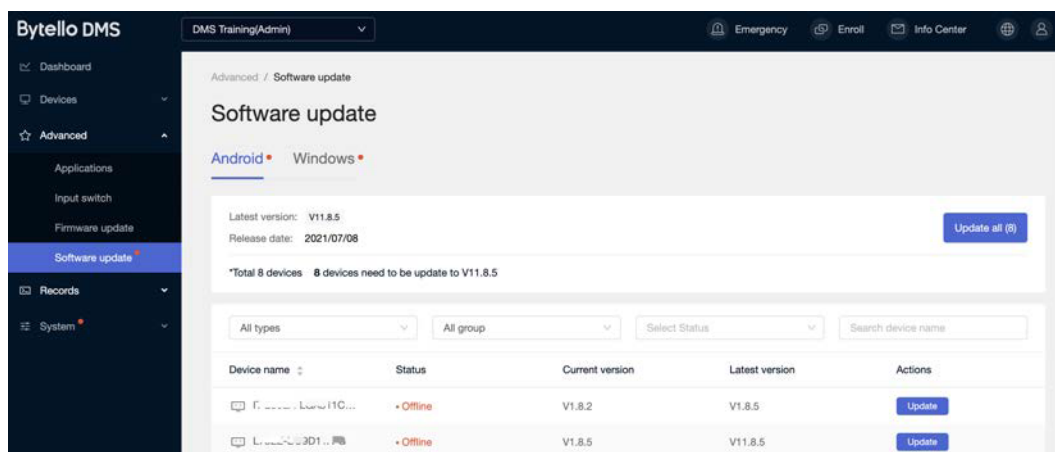 Bytello DMS
DMS Training(Admin)
Emergency
Enroll
Info Center
Dashboard
Devices
Advanced
Applications
Input switch
Firmware update
Software update
Records
System
Advanced / Software update
Software update
Android
Windows
Latest version: V11.8.5
Release date: 2021/07/08
Update all (8)
*Total 8 devices 8 devices need to be update to V11.8.5
All types
All group
Select Status
Search device name
Device name Status Current version Latest version Actions
Offline V1.8.2 V1.8.5 Update
Offline V1.8.5 V11.8.5 Update